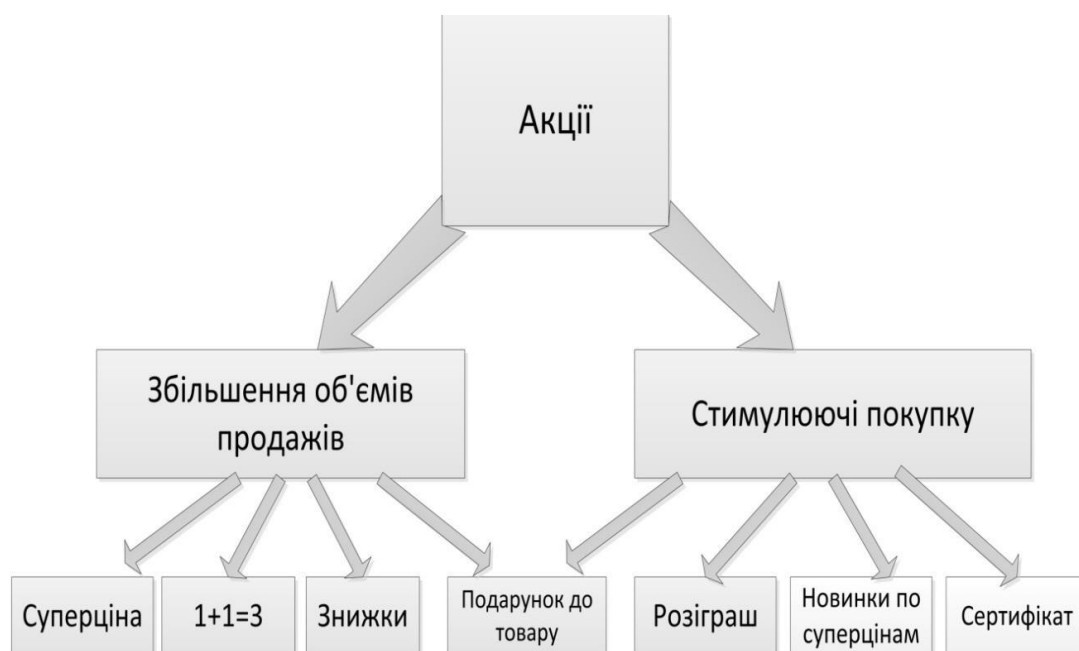 Акції
Збільшення об'ємів
продажів
Стимулюючі покупку
Суперціна
1+1=3
Знижки
Подарунок до
товару
Розіграш
Новинки по
суперцінам
Сертифікат